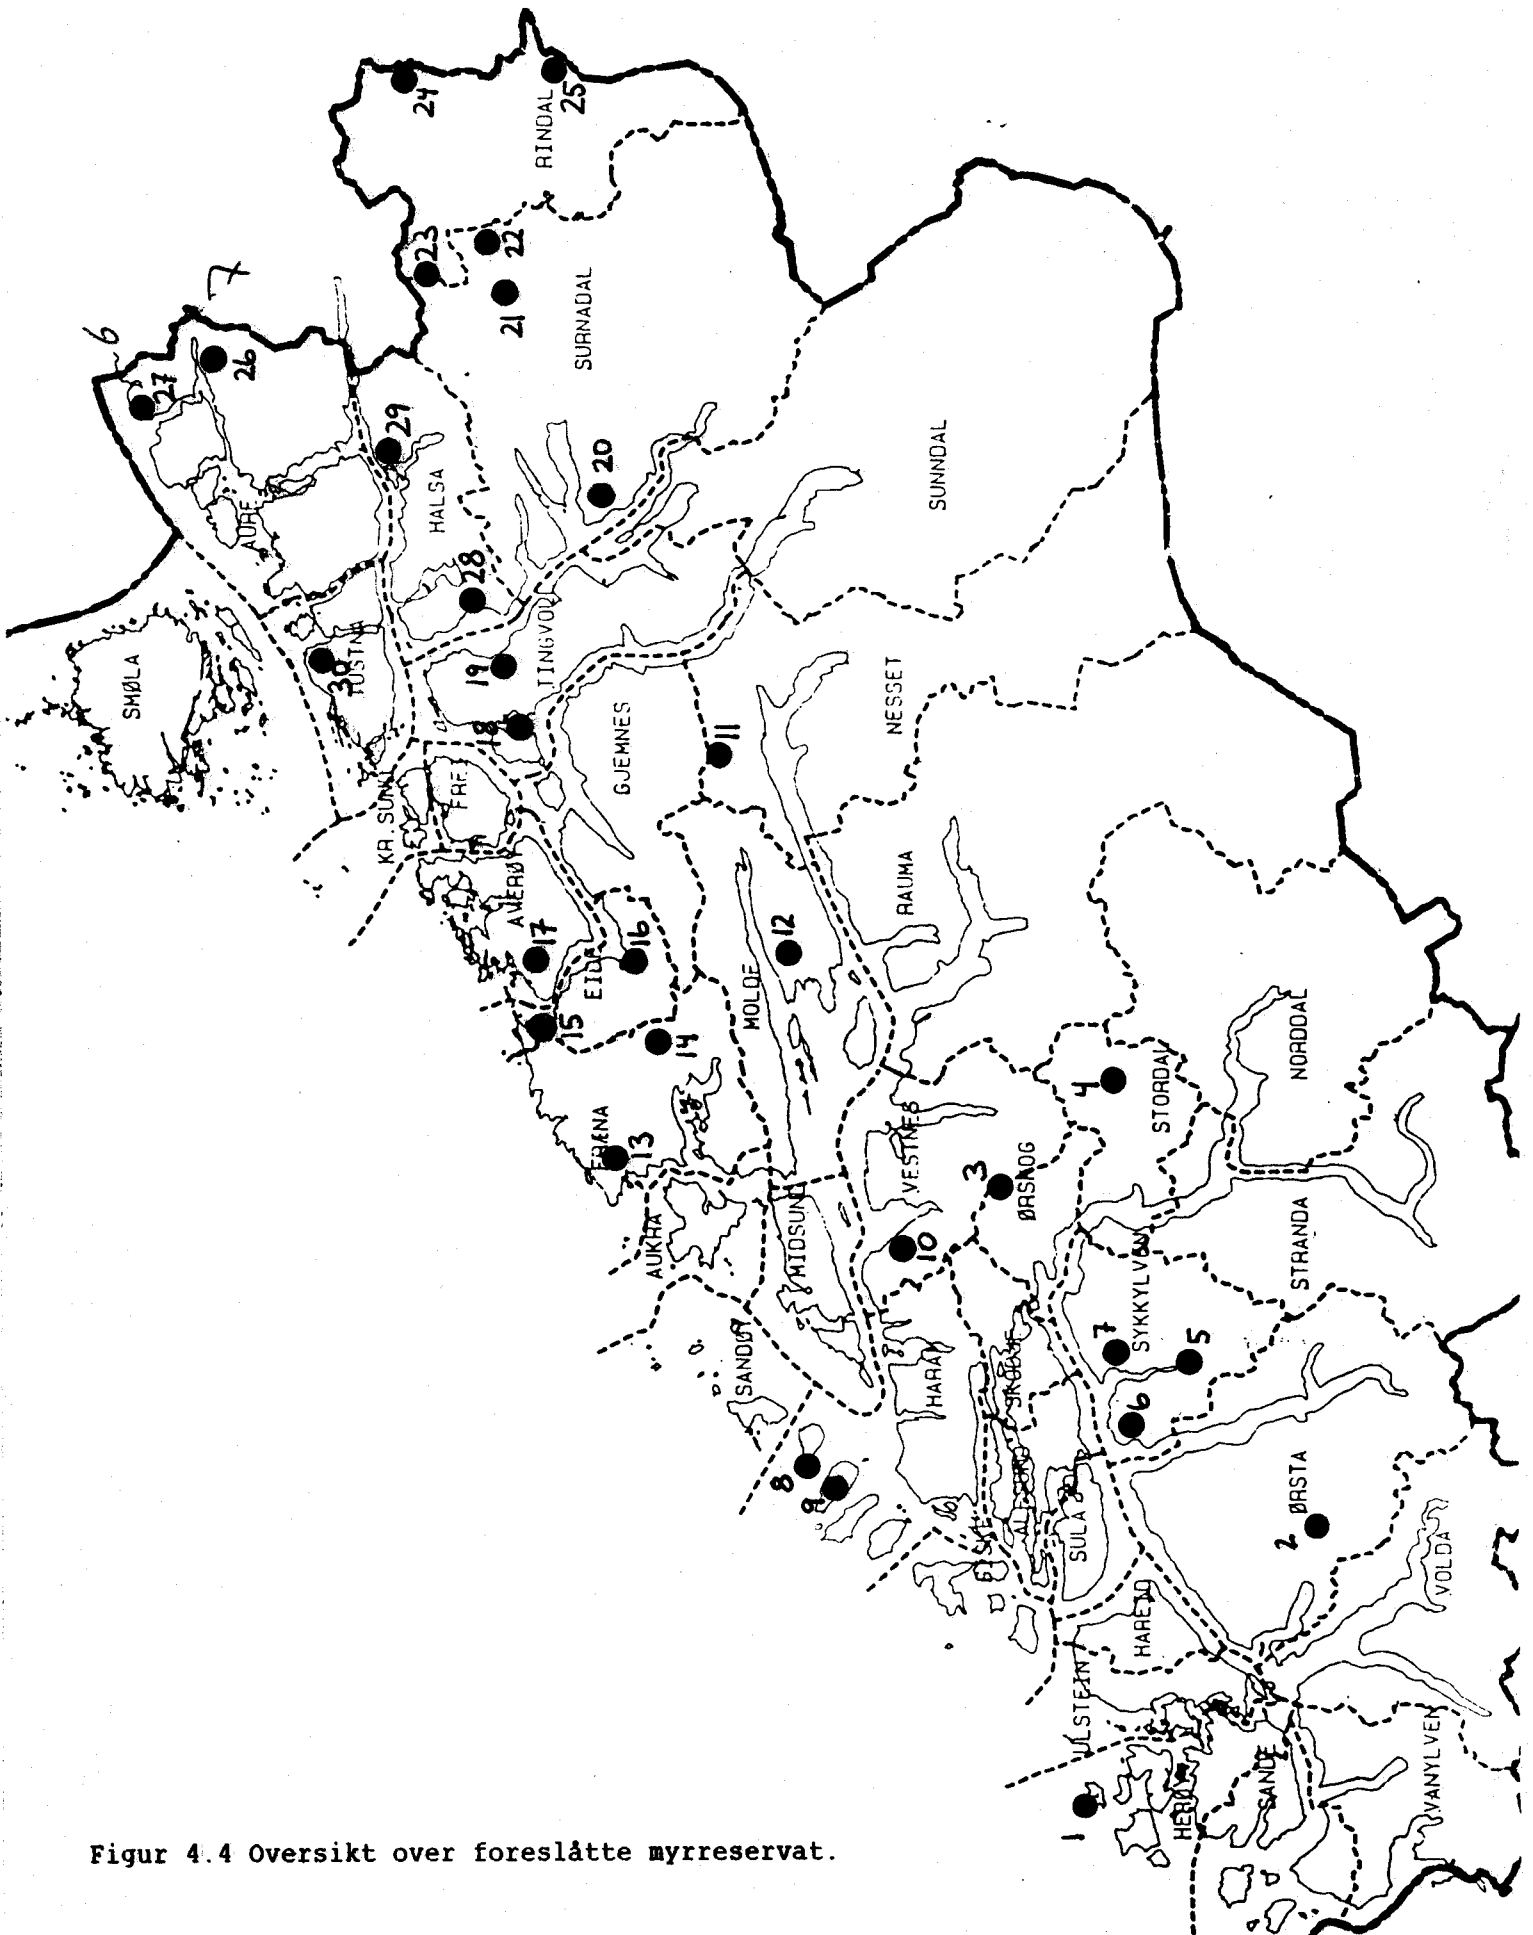 24
25
RINDAL
23
22
21
SURNADAL
7
6
26
27
29
HALSA
20
AURE
28
SUNNDAL
TUSTNA
30
SMØLA
19
TINGVOLL
18
GJEMNES
11
NESSET
KR.SUND
FREI
AVERØY
17
16
EIDE
15
14
12
MOLDE
RAUMA
FRÆNA
13
AUKRA
MIDSUND
VESTNES
10
3
ØRSKOG
4
STORDAL
NORDDAL
STRANDA
SYKKYLVEN
7
5
6
SANDØY
8
9
HARAM
SKODJE
GISKE
ÅLESUND
SULA
2
ØRSTA
VOLDA
HAREID
ULSTEIN
1
HERØY
SANDE
VANYLVEN
Figur 4.4 Oversikt over foreslåtte myrreservat.